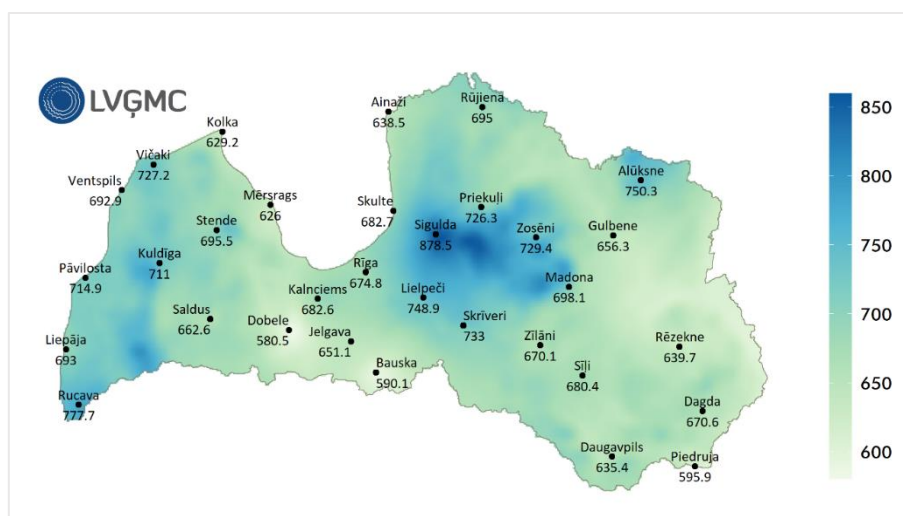 LVĢMC
Ainaži
638.5
Rūjiena
695
Kolka
629.2
Vičaki
727.2
Ventspils
692.9
Mērsrags
626
Skulte
682.7
Priekuļi
726.3
Alūksne
750.3
Stende
695.5
Sigulda
878.5
Zosēni
729.4
Gulbene
656.3
Kuldīga
711
Pāvilosta
714.9
Rīga
674.8
Madona
698.1
Kalnciems
682.6
Lielpeči
748.9
Saldus
662.6
Dobele
580.5
Jelgava
651.1
Skrīveri
733
Zīlāni
670.1
Rēzekne
639.7
Liepāja
693
Bauska
590.1
Sīļi
680.4
Rucava
777.7
Dagda
670.6
Daugavpils
635.4
Piedruja
595.9
850
800
750
700
650
600